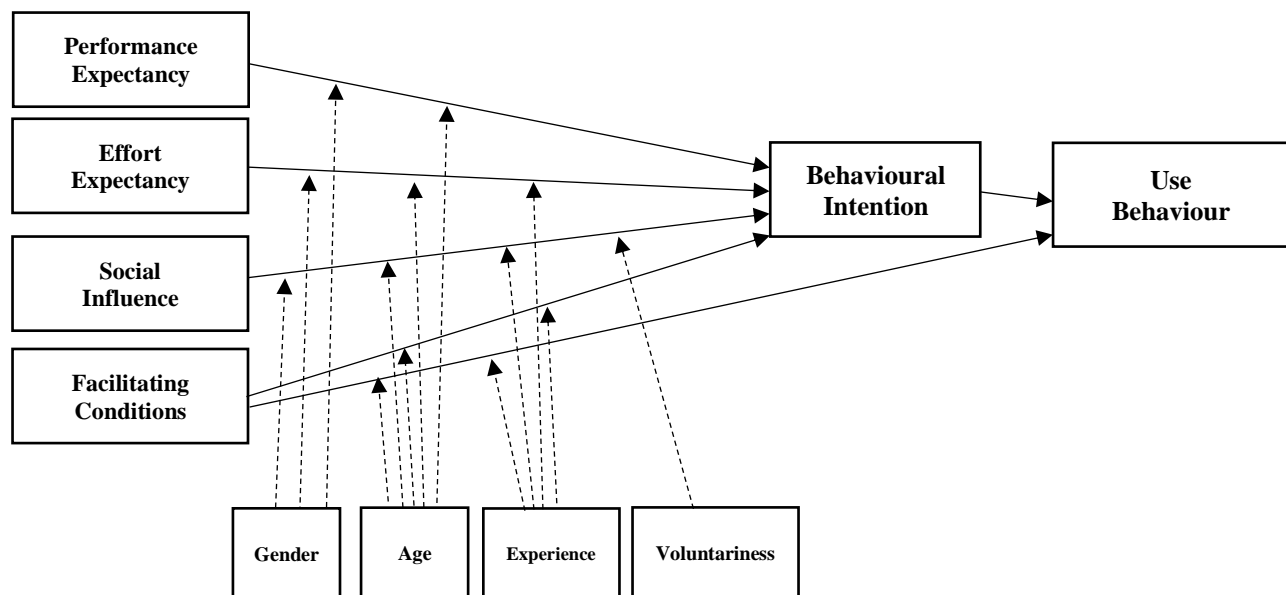 Performance
Expectancy
Effort
Expectancy
Social
Influence
Facilitating
Conditions
Behavioural
Intention
Use
Behaviour
Gender
Age
Experience
Voluntariness